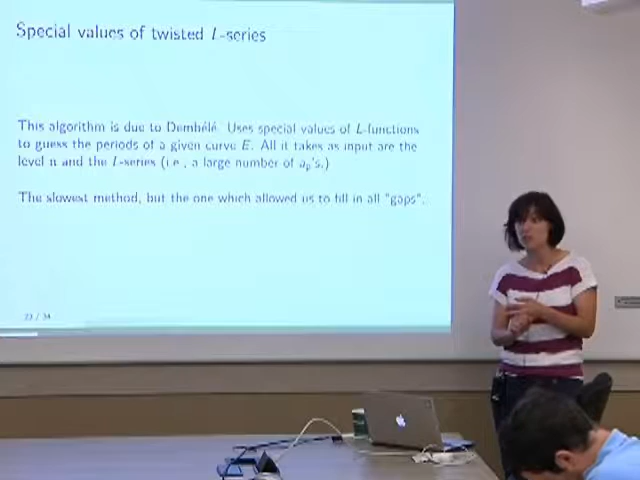 Special values of twisted L-series
This algorithm is due to Dembélé. Uses special values of L-functions
to guess the periods of a given curve E. All it takes as input are the
level n and the L-series (i.e., a large number of aₚ's.)
The slowest method, but the one which allowed us to fill in all "gaps".
23 / 34